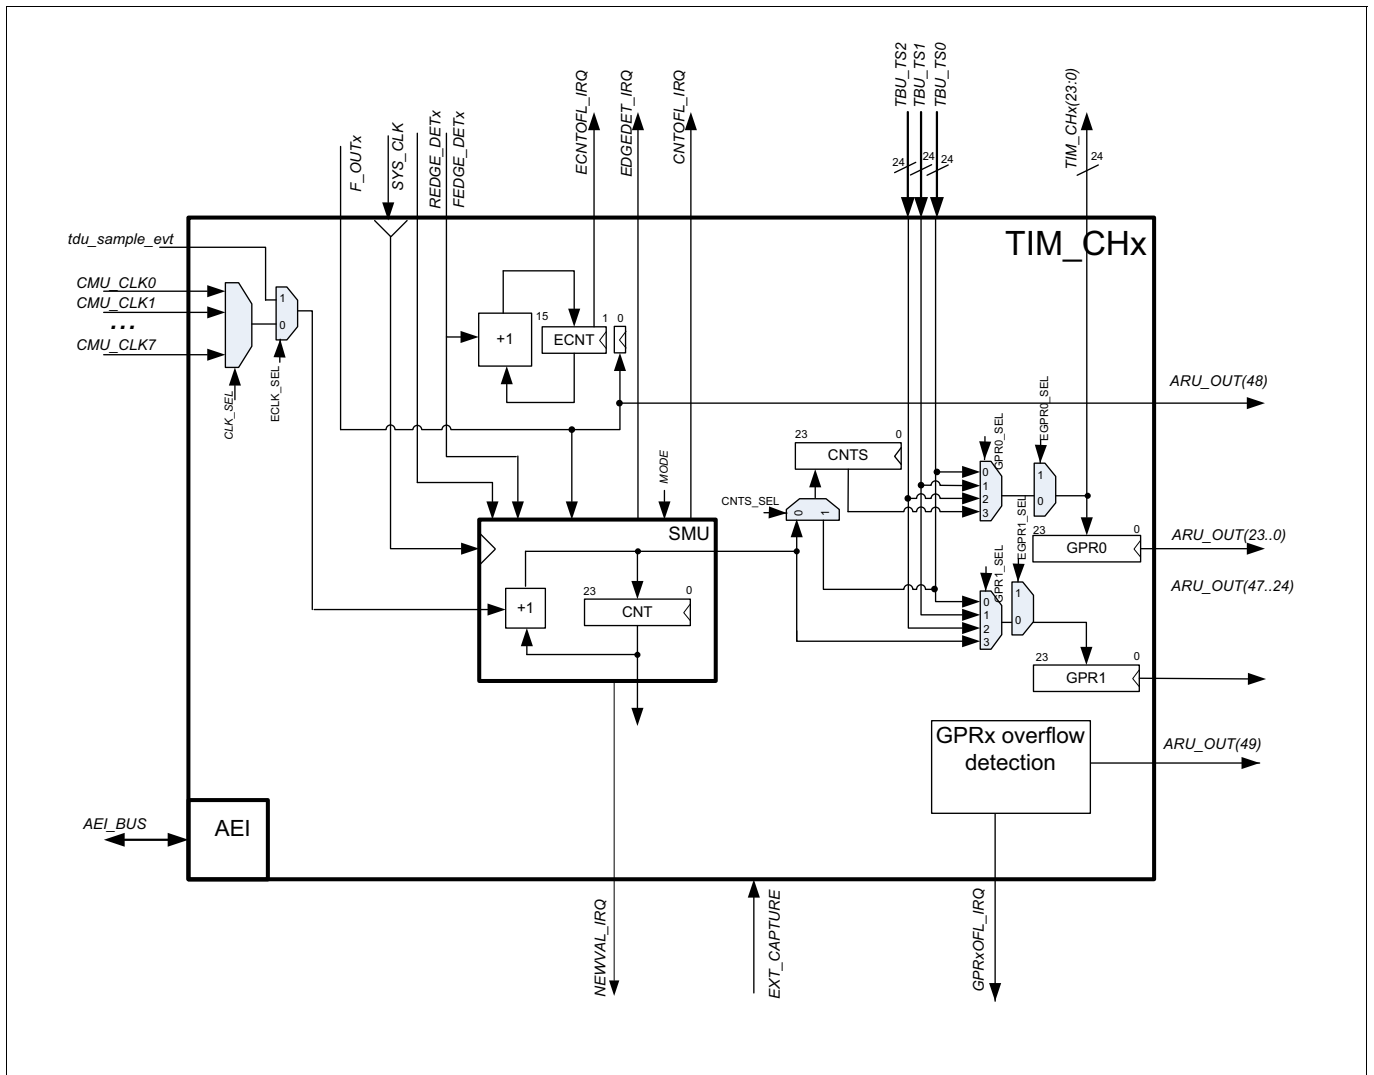 TBU_TS2
TBU_TS1
TBU_TS0
TIM_CHx(23:0)
ECNTOFL_IRQ
EDGEDET_IRQ
CNTOFL_IRQ
F_OUTx
SYS_CLK
REDGE_DETx
FEDGE_DETx
24
24
24
24
TIM_CHx
tdu_sample_evt
CMU_CLK0
CMU_CLK1
...
CMU_CLK7
1
0
CLK_SEL
ECLK_SEL
+1
15
1
0
ECNT
ARU_OUT(48)
23
0
CNTS
CNTS_SEL
0
1
MODE
GPR0_SEL
EGPR0_SEL
0
1
2
3
1
0
23
0
GPR0
ARU_OUT(23..0)
ARU_OUT(47..24)
SMU
+1
23
0
CNT
GPR1_SEL
EGPR1_SEL
0
1
2
3
1
0
23
0
GPR1
GPRx overflow
detection
ARU_OUT(49)
AEI_BUS
AEI
NEWVAL_IRQ
EXT_CAPTURE
GPRxOFL_IRQ